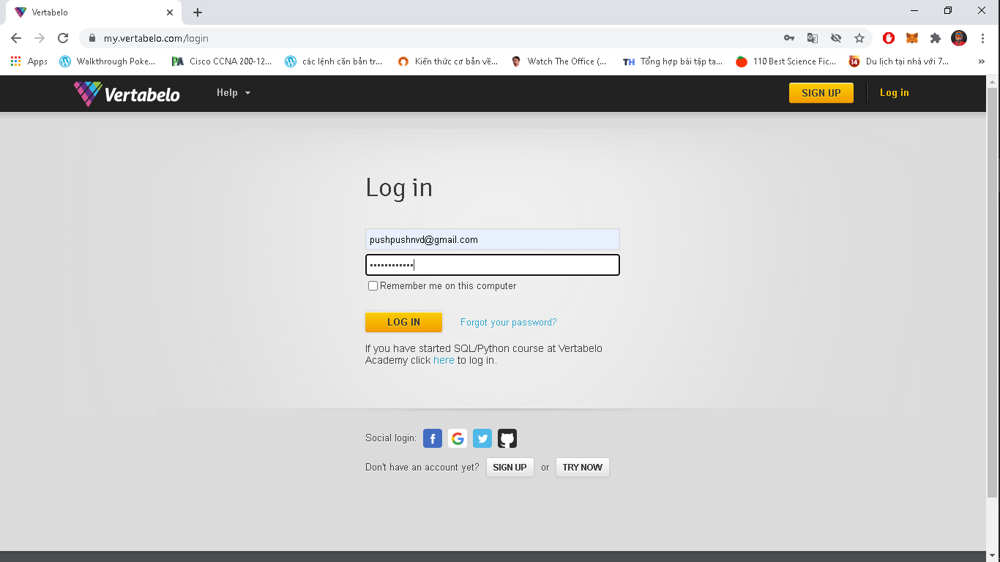 Vertabelo
my.vertabelo.com/login
Apps Walkthrough Poke... Cisco CCNA 200-12... các lệnh căn bản tr... Kiến thức cơ bản về... Watch The Office (... Tổng hợp bài tập ta... 110 Best Science Fic... Du lịch tại nhà với 7... »
Vertabelo Help SIGN UP Log in
Log in
pushpushnvd@gmail.com
••••••••••••
Remember me on this computer
LOG IN Forgot your password?
If you have started SQL/Python course at Vertabelo
Academy click here to log in.
Social login:
Don't have an account yet? SIGN UP or TRY NOW